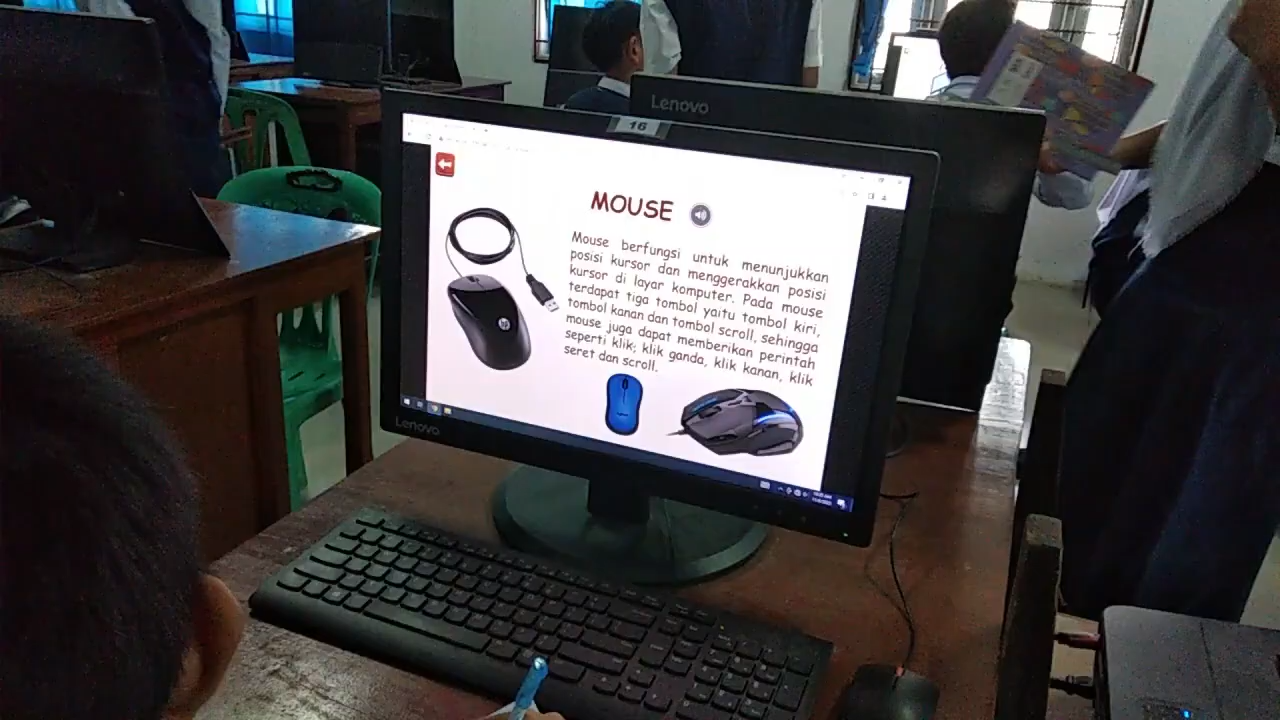 Lenovo
16
MOUSE
Mouse berfungsi untuk menunjukkan
posisi kursor dan menggerakkan posisi
kursor di layar komputer. Pada mouse
terdapat tiga tombol yaitu tombol kiri,
tombol kanan dan tombol scroll, sehingga
mouse juga dapat memberikan perintah
seperti klik; klik ganda, klik kanan, klik
seret dan scroll.
Lenovo